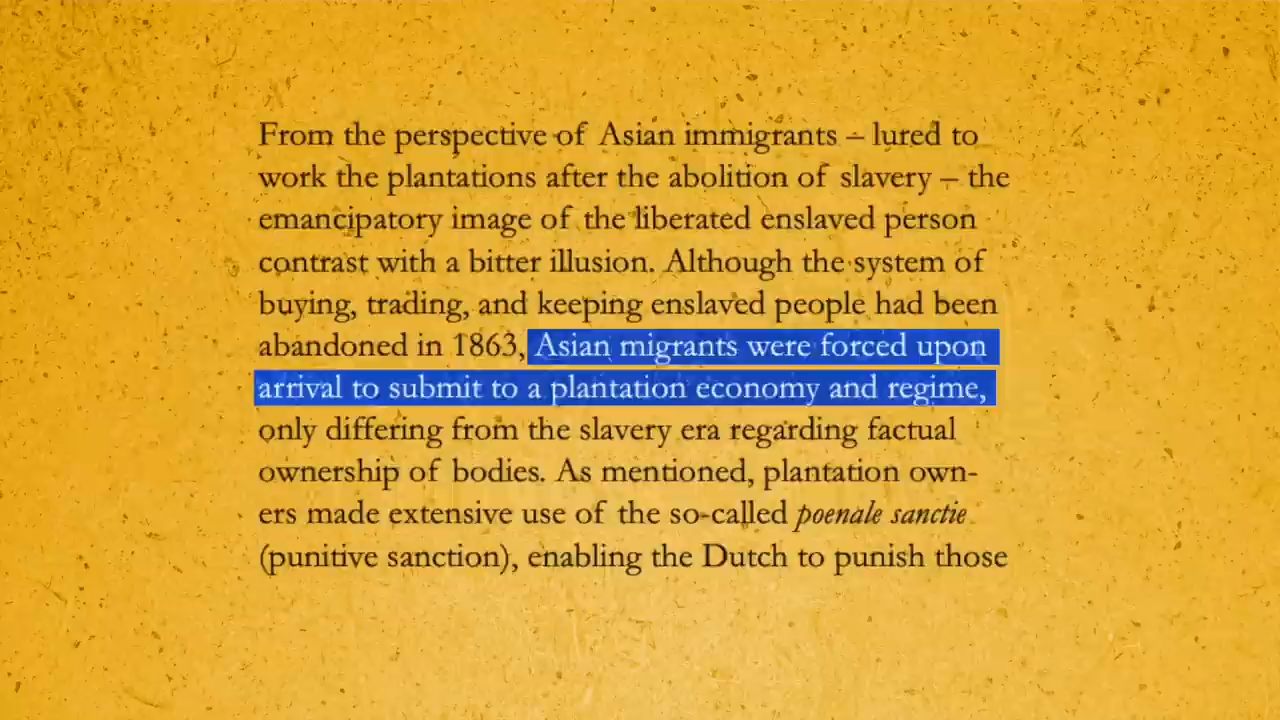 From the perspective of Asian immigrants – lured to
work the plantations after the abolition of slavery – the
emancipatory image of the liberated enslaved person
contrast with a bitter illusion. Although the system of
buying, trading, and keeping enslaved people had been
abandoned in 1863, Asian migrants were forced upon
arrival to submit to a plantation economy and regime,
only differing from the slavery era regarding factual
ownership of bodies. As mentioned, plantation own-
ers made extensive use of the so-called poenale sanctie
(punitive sanction), enabling the Dutch to punish those